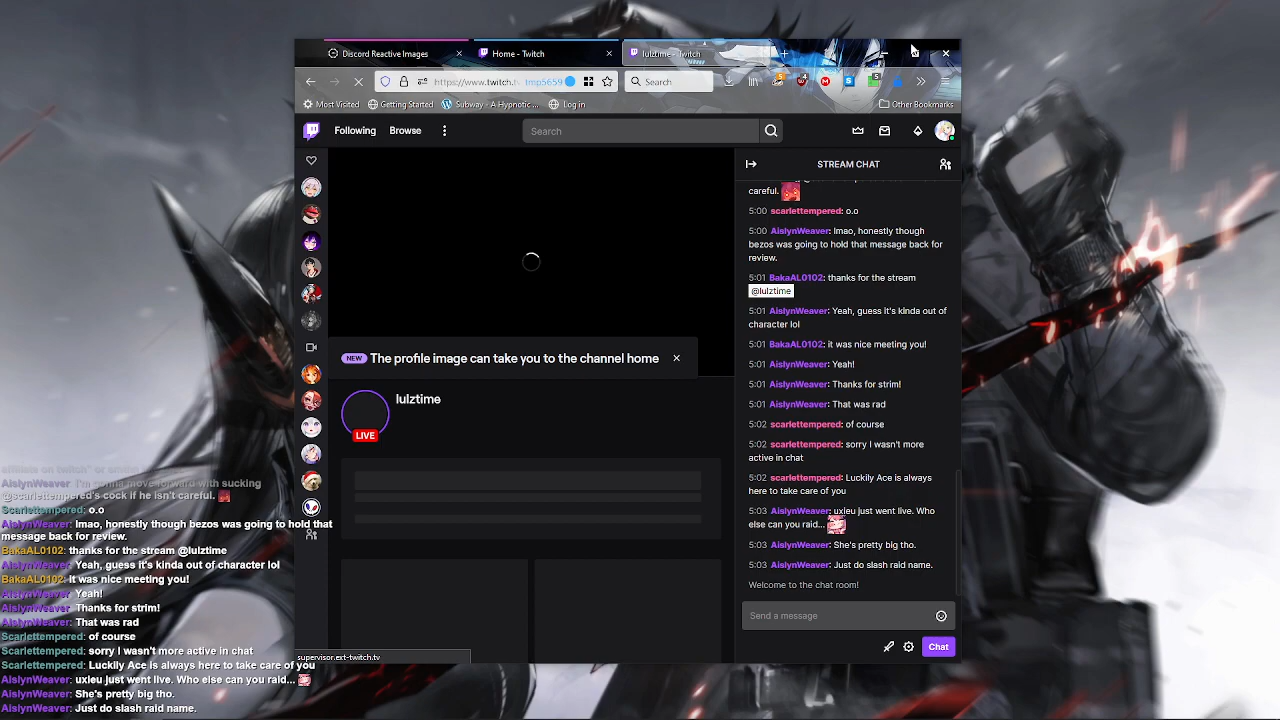 Discord Reactive Images
Home - Twitch
lulztime - Twitch
https://www.twitch.t
tmp5659
Search
Most Visited
Getting Started
Subway - A Hypnotic ...
Log in
Other Bookmarks
Following
Browse
Search
STREAM CHAT
careful.
5:00 scarlettempered: o.o
5:00 AislynWeaver: lmao, honestly though
bezos was going to hold that message back for
review.
5:01 BakaAL0102: thanks for the stream
@lulztime
5:01 AislynWeaver: Yeah, guess it's kinda out of
character lol
5:01 BakaAL0102: it was nice meeting you!
5:01 AislynWeaver: Yeah!
5:01 AislynWeaver: Thanks for strim!
5:01 AislynWeaver: That was rad
5:02 scarlettempered: of course
5:02 scarlettempered: sorry I wasn't more
active in chat
5:02 scarlettempered: Luckily Ace is always
here to take care of you
5:03 AislynWeaver: uxleu just went live. Who
else can you raid...
5:03 AislynWeaver: She's pretty big tho.
5:03 AislynWeaver: Just do slash raid name.
Welcome to the chat room!
Send a message
Chat
NEW The profile image can take you to the channel home
lulztime
LIVE
supervisor.ext-twitch.tv
AislynWeaver: I'm gonna move forward with sucking
@scarlettempered's cock if he isn't careful.
Scarlettempered: o.o
AislynWeaver: lmao, honestly though bezos was going to hold that
message back for review.
BakaAL0102: thanks for the stream @lulztime
AislynWeaver: Yeah, guess it's kinda out of character lol
BakaAL0102: it was nice meeting you!
AislynWeaver: Yeah!
AislynWeaver: Thanks for strim!
AislynWeaver: That was rad
Scarlettempered: of course
Scarlettempered: sorry I wasn't more active in chat
Scarlettempered: Luckily Ace is always here to take care of you
AislynWeaver: uxleu just went live. Who else can you raid...
AislynWeaver: She's pretty big tho.
AislynWeaver: Just do slash raid name.